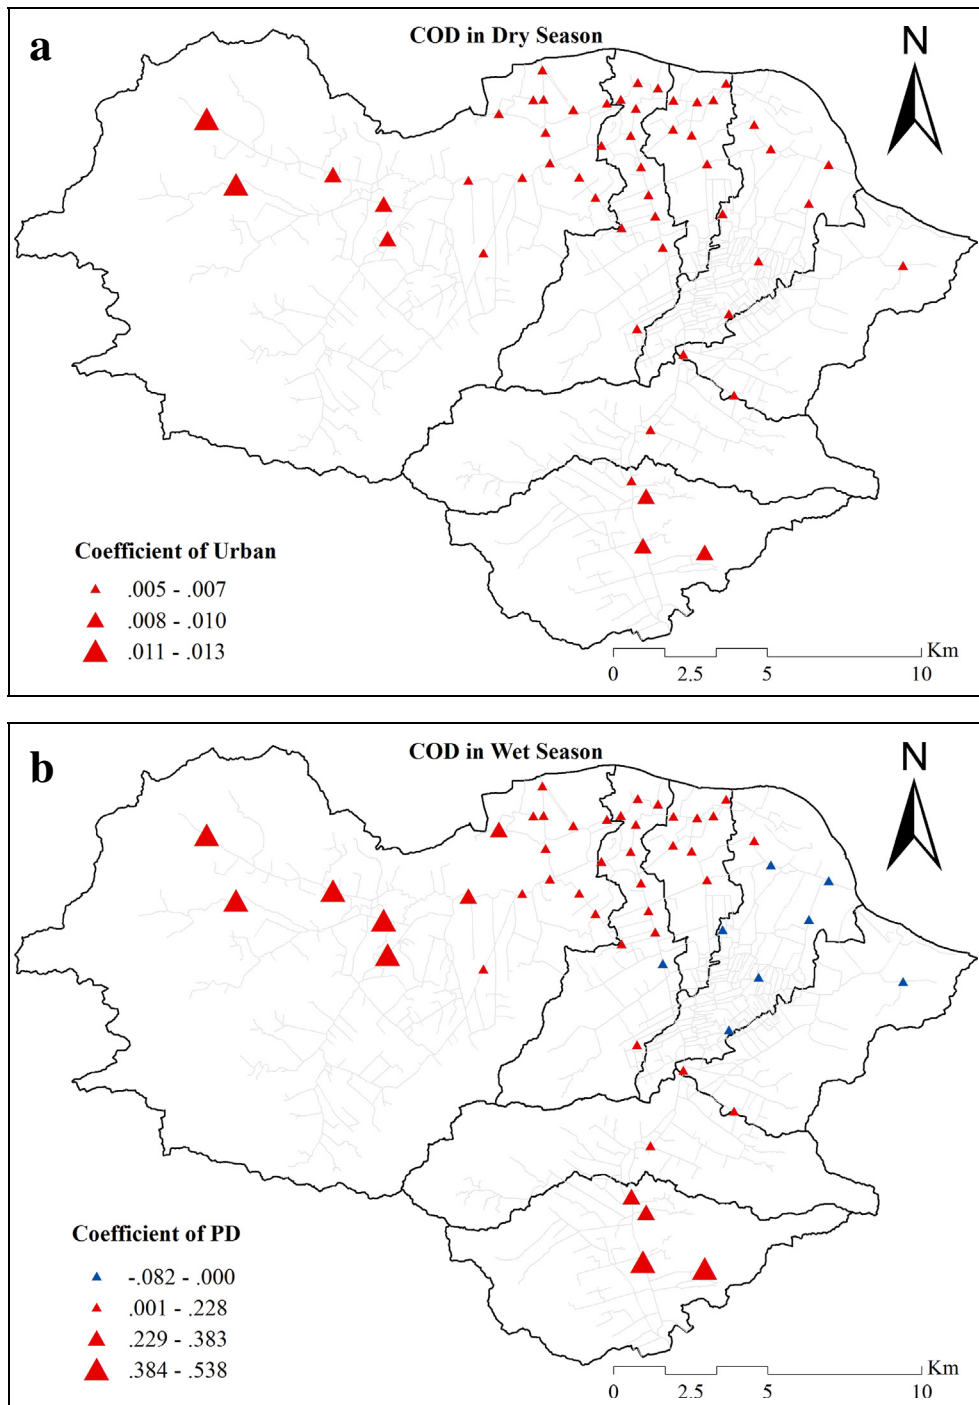 a
COD in Dry Season
N
Coefficient of Urban
.005 - .007
.008 - .010
.011 - .013
Km
0 2.5 5 10
b
COD in Wet Season
N
Coefficient of PD
-.082 - .000
.001 - .228
.229 - .383
.384 - .538
Km
0 2.5 5 10